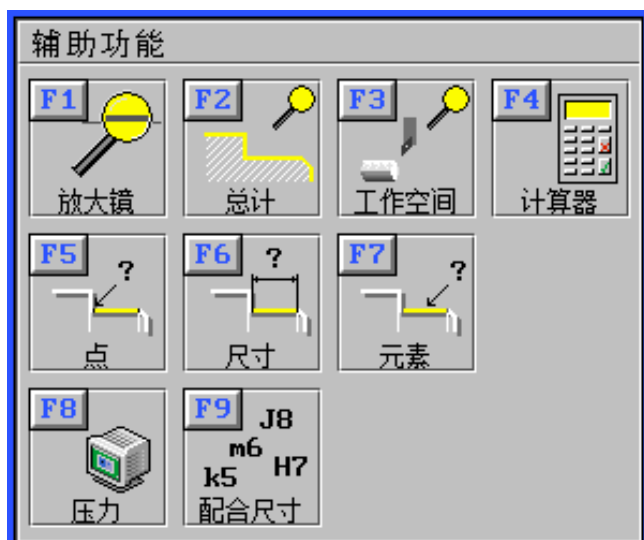 辅助功能
F1 F2 F3 F4
放大镜 总计 工作空间 计算器
F5 ? F6 ? F7 ?
点 尺寸 元素
F8 F9 J8
m6
k5 H7
压力 配合尺寸